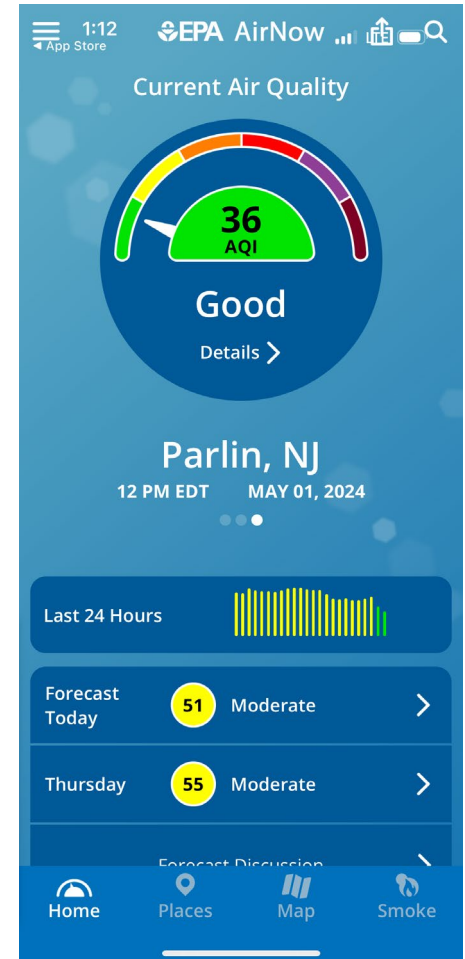 1:12
◀ App Store
EPA AirNow
Current Air Quality
36
AQI
Good
Details
Parlin, NJ
12 PM EDT MAY 01, 2024
Last 24 Hours
Forecast
Today
51 Moderate
Thursday 55 Moderate
Forecast Discussion
Home Places Map Smoke